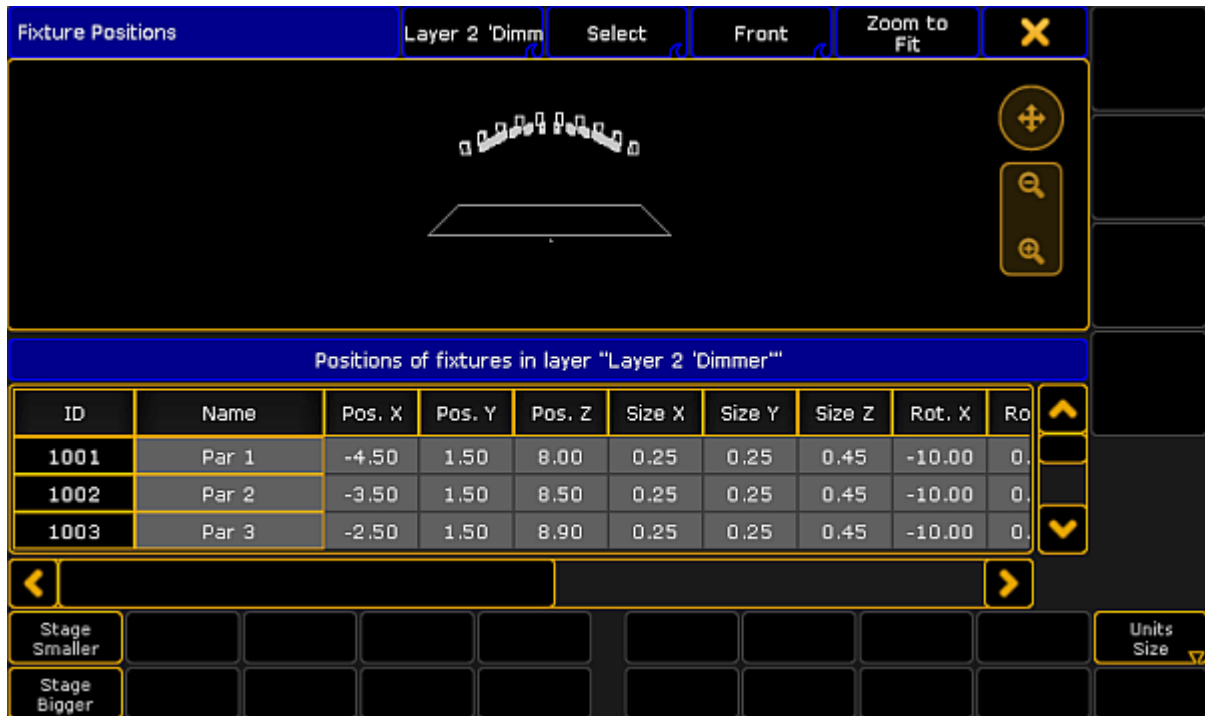 Fixture Positions Layer 2 'Dimm Select Front Zoom to Fit
Positions of fixtures in layer "Layer 2 'Dimmer'"
ID Name Pos. X Pos. Y Pos. Z Size X Size Y Size Z Rot. X Ro
1001 Par 1 -4.50 1.50 8.00 0.25 0.25 0.45 -10.00 0.
1002 Par 2 -3.50 1.50 8.50 0.25 0.25 0.45 -10.00 0.
1003 Par 3 -2.50 1.50 8.90 0.25 0.25 0.45 -10.00 0.
Stage Smaller Units Size
Stage Bigger